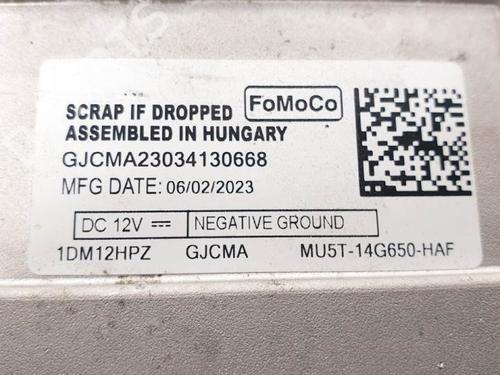 SCRAP IF DROPPED
ASSEMBLED IN HUNGARY
FoMoCo
GJCMA23034130668
MFG DATE: 06/02/2023
DC 12V NEGATIVE GROUND
1DM12HPZ GJCMA MU5T-14G650-HAF